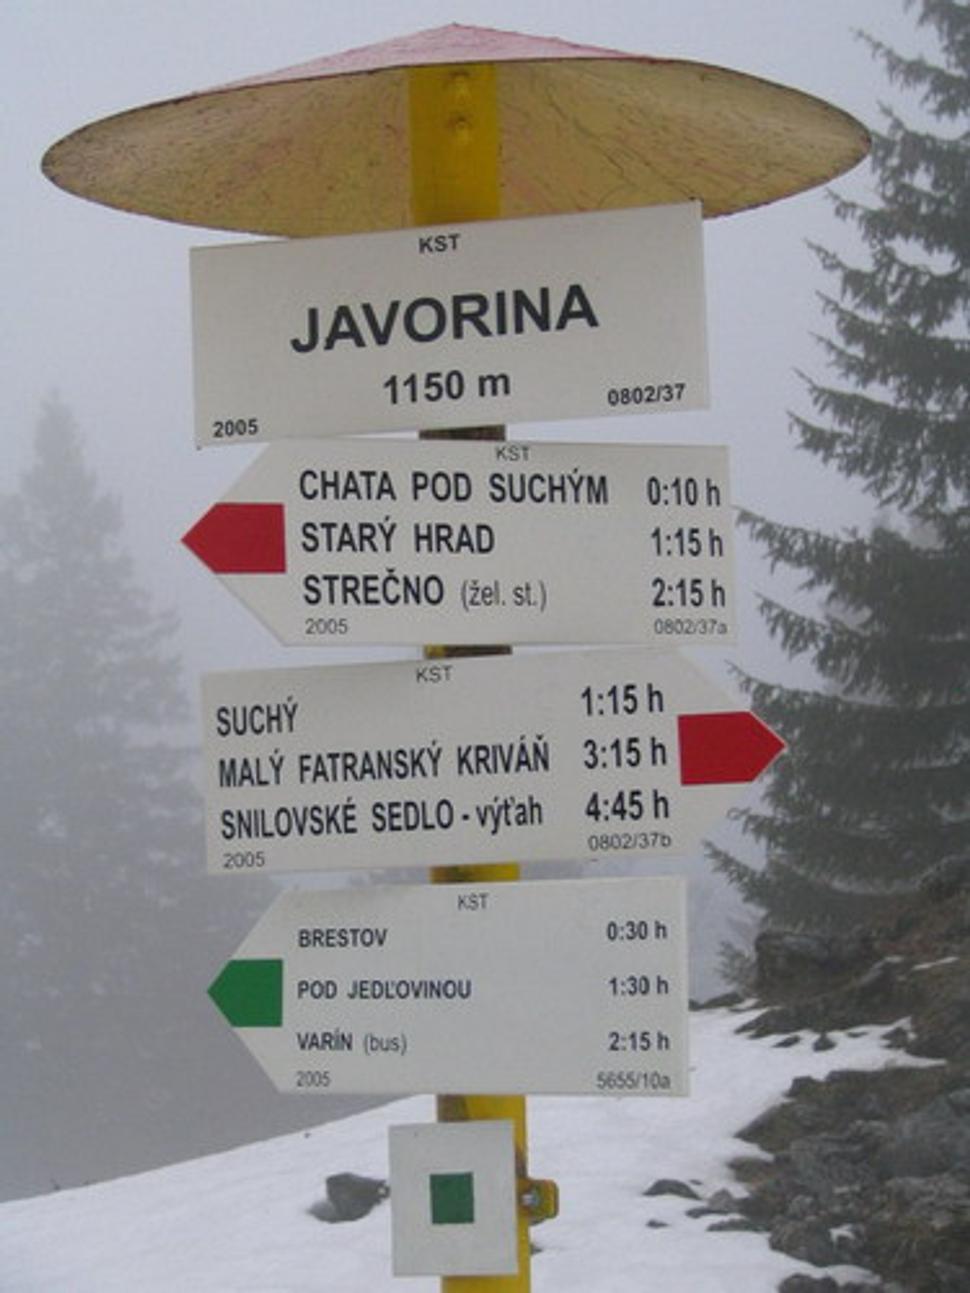 KST
JAVORINA
1150 m
2005 0802/37
KST
CHATA POD SUCHÝM 0:10 h
STARÝ HRAD 1:15 h
STREČNO (žel. st.) 2:15 h
2005 0802/37a
KST
SUCHÝ 1:15 h
MALÝ FATRANSKÝ KRIVÁŇ 3:15 h
SNILOVSKÉ SEDLO - výťah 4:45 h
2005 0802/37b
KST
BRESTOV 0:30 h
POD JEDĽOVINOU 1:30 h
VARÍN (bus) 2:15 h
2005 5655/10a